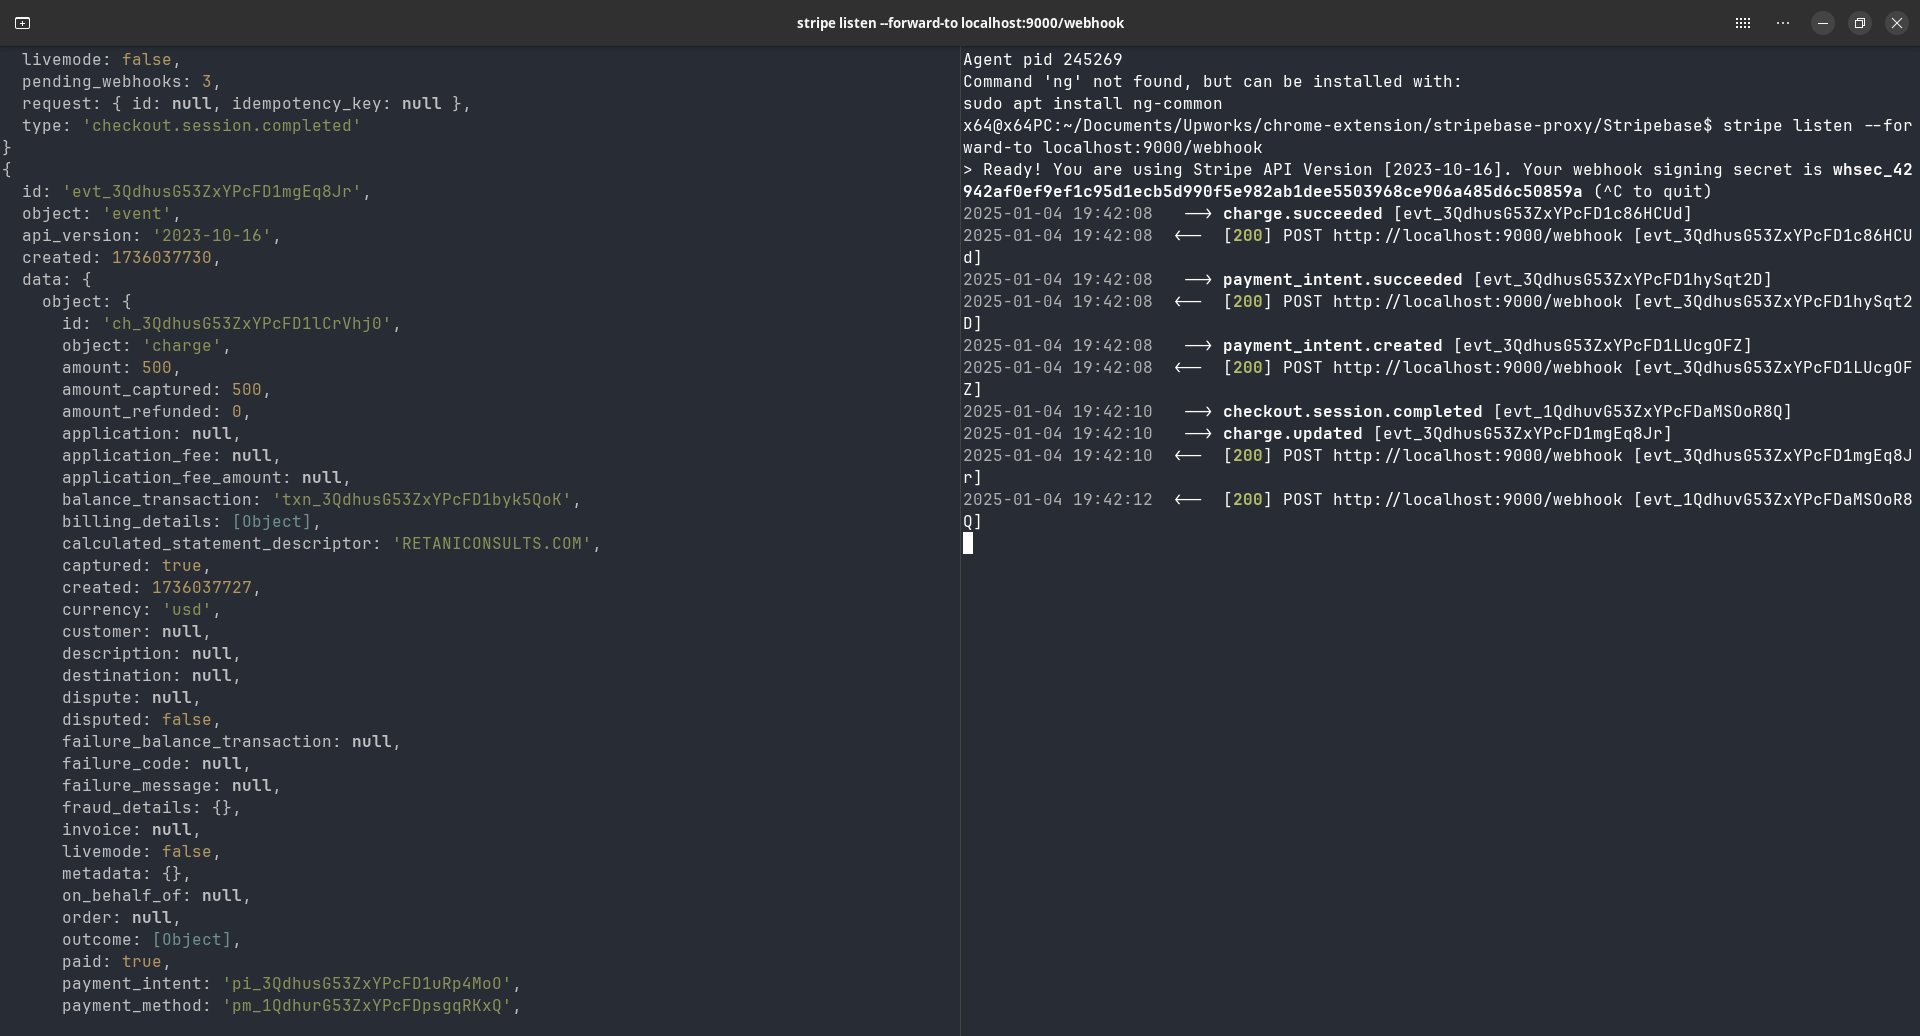 stripe listen --forward-to localhost:9000/webhook
  livemode: false,
  pending_webhooks: 3,
  request: { id: null, idempotency_key: null },
  type: 'checkout.session.completed'
}
{
  id: 'evt_3QdhusG53ZxYPcFD1mgEq8Jr',
  object: 'event',
  api_version: '2023-10-16',
  created: 1736037730,
  data: {
    object: {
      id: 'ch_3QdhusG53ZxYPcFD1lCrVhj0',
      object: 'charge',
      amount: 500,
      amount_captured: 500,
      amount_refunded: 0,
      application: null,
      application_fee: null,
      application_fee_amount: null,
      balance_transaction: 'txn_3QdhusG53ZxYPcFD1byk5QoK',
      billing_details: [Object],
      calculated_statement_descriptor: 'RETANICONSULTS.COM',
      captured: true,
      created: 1736037727,
      currency: 'usd',
      customer: null,
      description: null,
      destination: null,
      dispute: null,
      disputed: false,
      failure_balance_transaction: null,
      failure_code: null,
      failure_message: null,
      fraud_details: {},
      invoice: null,
      livemode: false,
      metadata: {},
      on_behalf_of: null,
      order: null,
      outcome: [Object],
      paid: true,
      payment_intent: 'pi_3QdhusG53ZxYPcFD1uRp4MoO',
      payment_method: 'pm_1QdhurG53ZxYPcFDpsgqRKxQ',
Agent pid 245269
Command 'ng' not found, but can be installed with:
sudo apt install ng-common
x64@x64PC:~/Documents/Upworks/chrome-extension/stripebase-proxy/Stripebase$ stripe listen --for
ward-to localhost:9000/webhook
> Ready! You are using Stripe API Version [2023-10-16]. Your webhook signing secret is whsec_42
942af0ef9ef1c95d1ecb5d990f5e982ab1dee5503968ce906a485d6c50859a (^C to quit)
2025-01-04 19:42:08   --> charge.succeeded [evt_3QdhusG53ZxYPcFD1c86HCUd]
2025-01-04 19:42:08  <--  [200] POST http://localhost:9000/webhook [evt_3QdhusG53ZxYPcFD1c86HCU
d]
2025-01-04 19:42:08   --> payment_intent.succeeded [evt_3QdhusG53ZxYPcFD1hySqt2D]
2025-01-04 19:42:08  <--  [200] POST http://localhost:9000/webhook [evt_3QdhusG53ZxYPcFD1hySqt2
D]
2025-01-04 19:42:08   --> payment_intent.created [evt_3QdhusG53ZxYPcFD1LUcgOFZ]
2025-01-04 19:42:08  <--  [200] POST http://localhost:9000/webhook [evt_3QdhusG53ZxYPcFD1LUcgOF
Z]
2025-01-04 19:42:10   --> checkout.session.completed [evt_1QdhuvG53ZxYPcFDaMSOoR8Q]
2025-01-04 19:42:10   --> charge.updated [evt_3QdhusG53ZxYPcFD1mgEq8Jr]
2025-01-04 19:42:10  <--  [200] POST http://localhost:9000/webhook [evt_3QdhusG53ZxYPcFD1mgEq8J
r]
2025-01-04 19:42:12  <--  [200] POST http://localhost:9000/webhook [evt_1QdhuvG53ZxYPcFDaMSOoR8
Q]